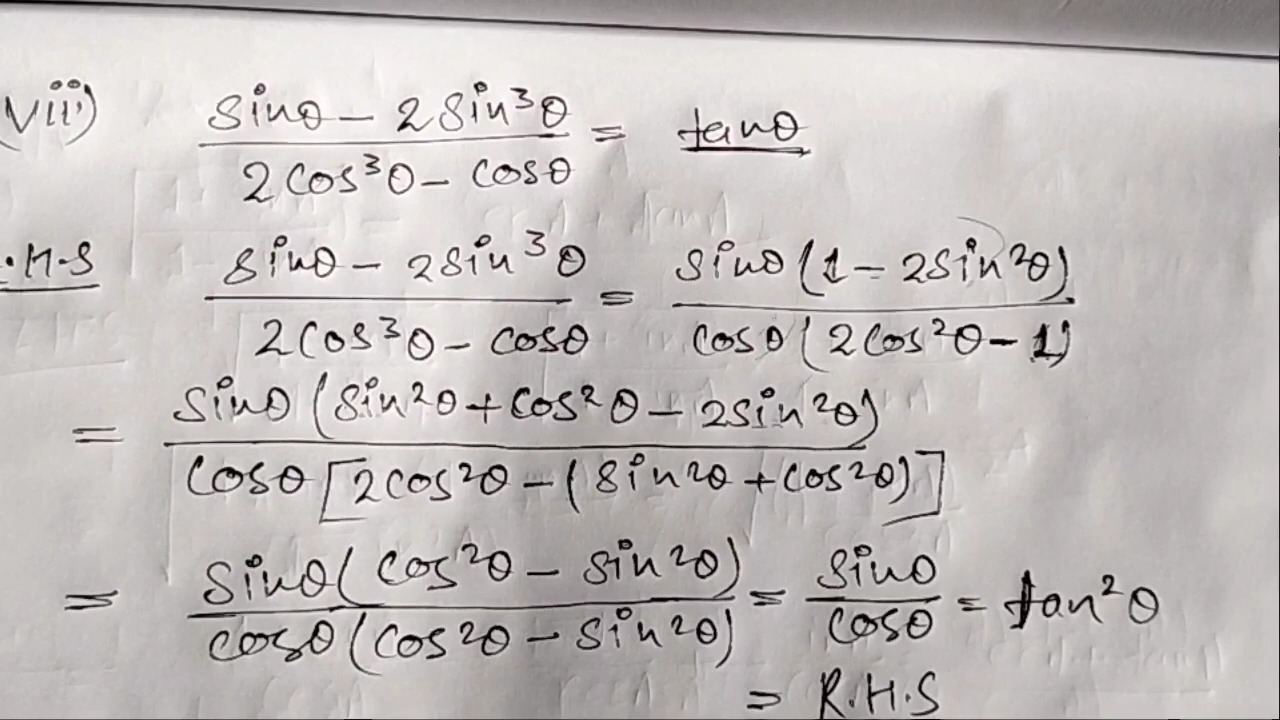 viii) (sinθ - 2sin³θ)/(2cos³θ - cosθ) = tanθ
.H.S (sinθ - 2sin³θ)/(2cos³θ - cosθ) = sinθ(1 - 2sin²θ)/cosθ(2cos²θ - 1)
= sinθ(sin²θ + cos²θ - 2sin²θ)/cosθ[2cos²θ - (sin²θ + cos²θ)]
= sinθ(cos²θ - sin²θ)/cosθ(cos²θ - sin²θ) = sinθ/cosθ = tan²θ
= R.H.S